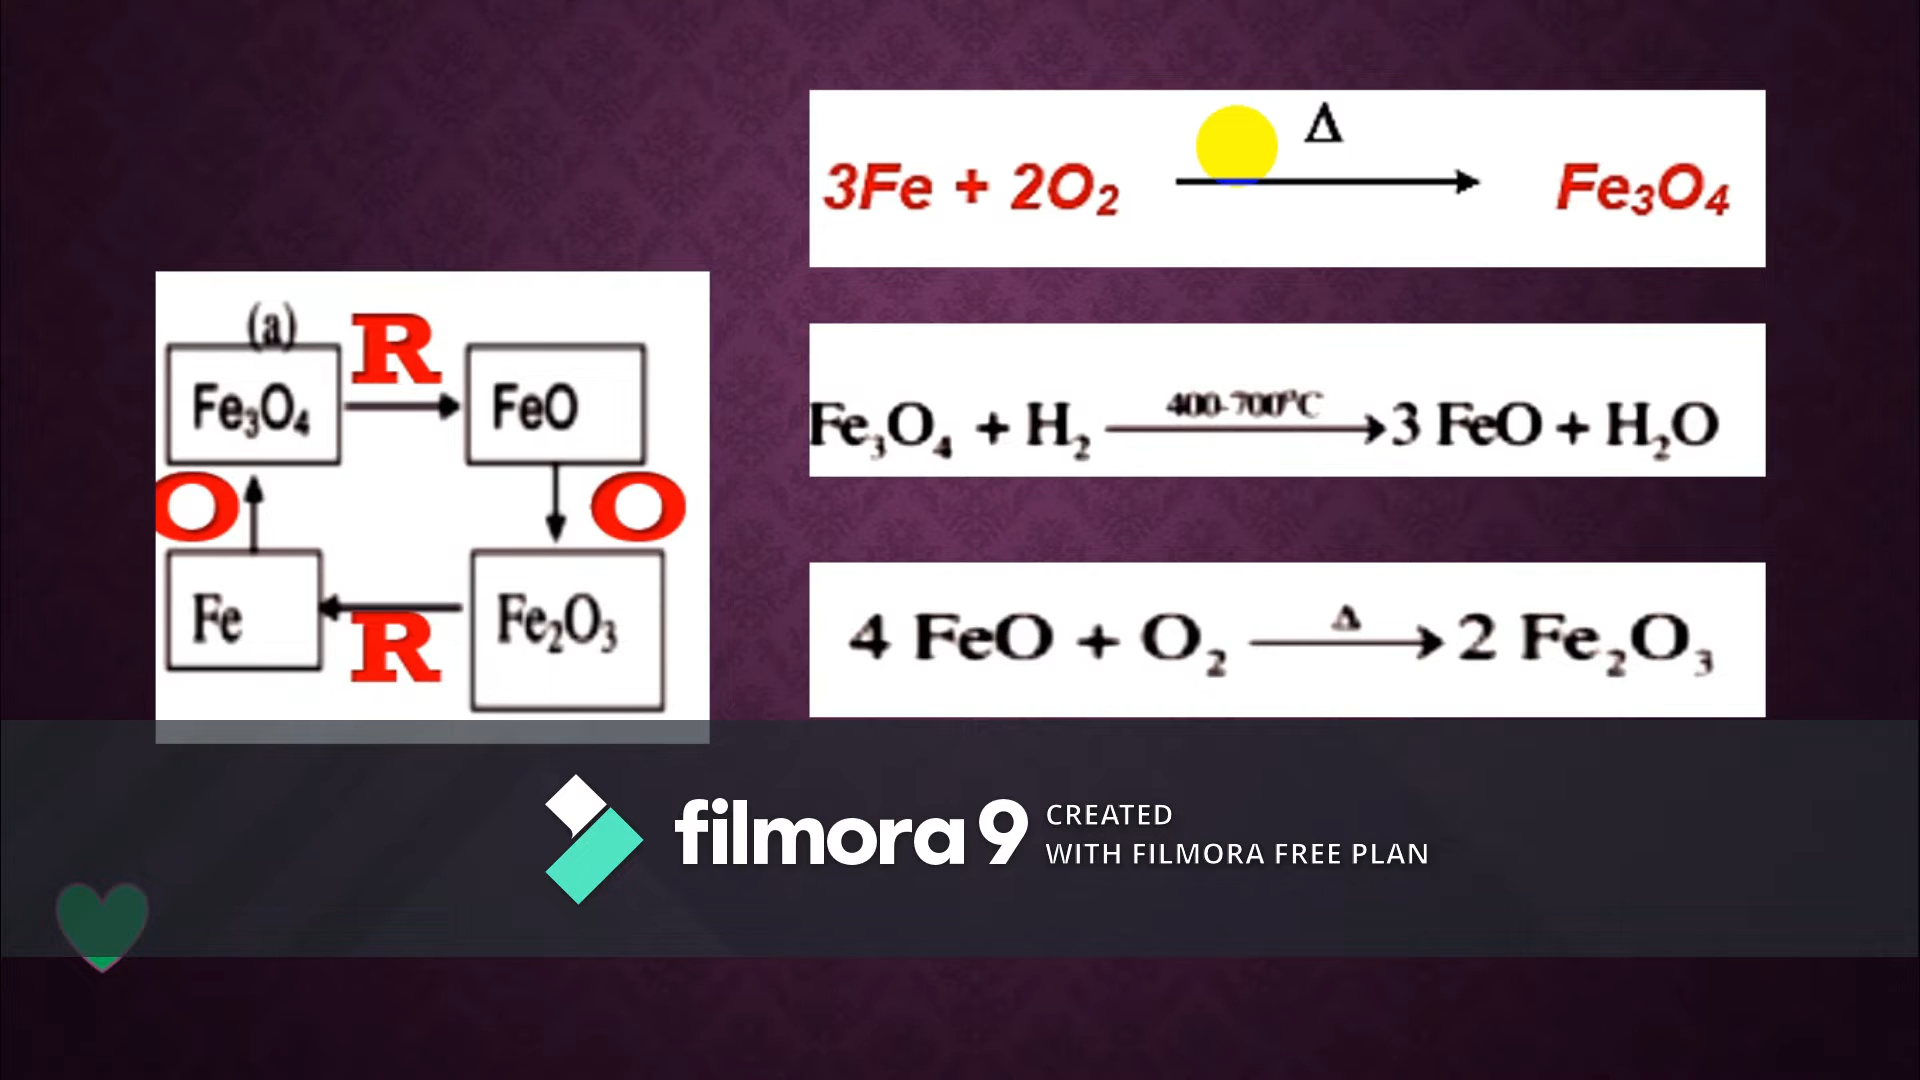 3Fe + 2O₂ Δ → Fe₃O₄
(a)
Fe₃O₄ R → FeO
O ↑ ↓ O
Fe ← R Fe₂O₃
Fe₃O₄ + H₂ 400-700°C → 3 FeO + H₂O
4 FeO + O₂ Δ → 2 Fe₂O₃
filmora 9
CREATED
WITH FILMORA FREE PLAN